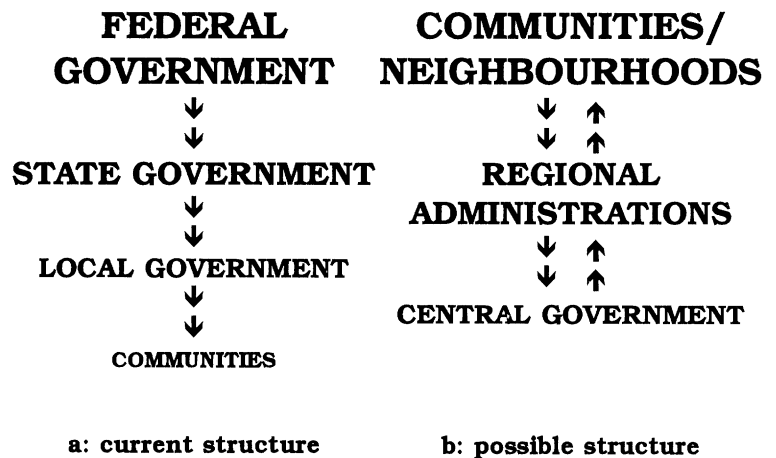 FEDERAL
GOVERNMENT
STATE GOVERNMENT
LOCAL GOVERNMENT
COMMUNITIES
a: current structure
COMMUNITIES/
NEIGHBOURHOODS
REGIONAL
ADMINISTRATIONS
CENTRAL GOVERNMENT
b: possible structure